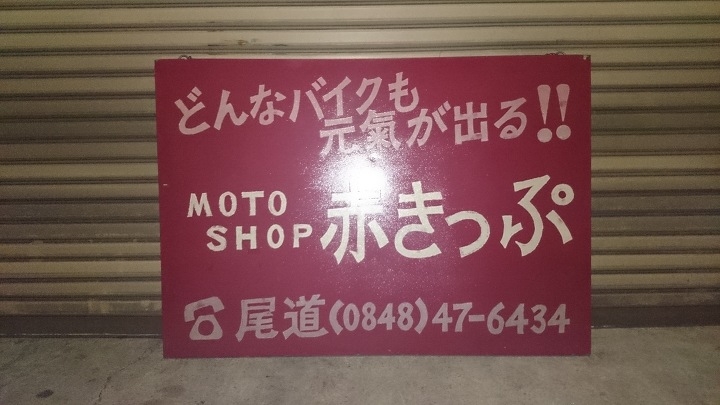 どんなバイクも
元氣が出る!!
MOTO
SHOP 赤きっぷ
☎尾道(0848)47-6434